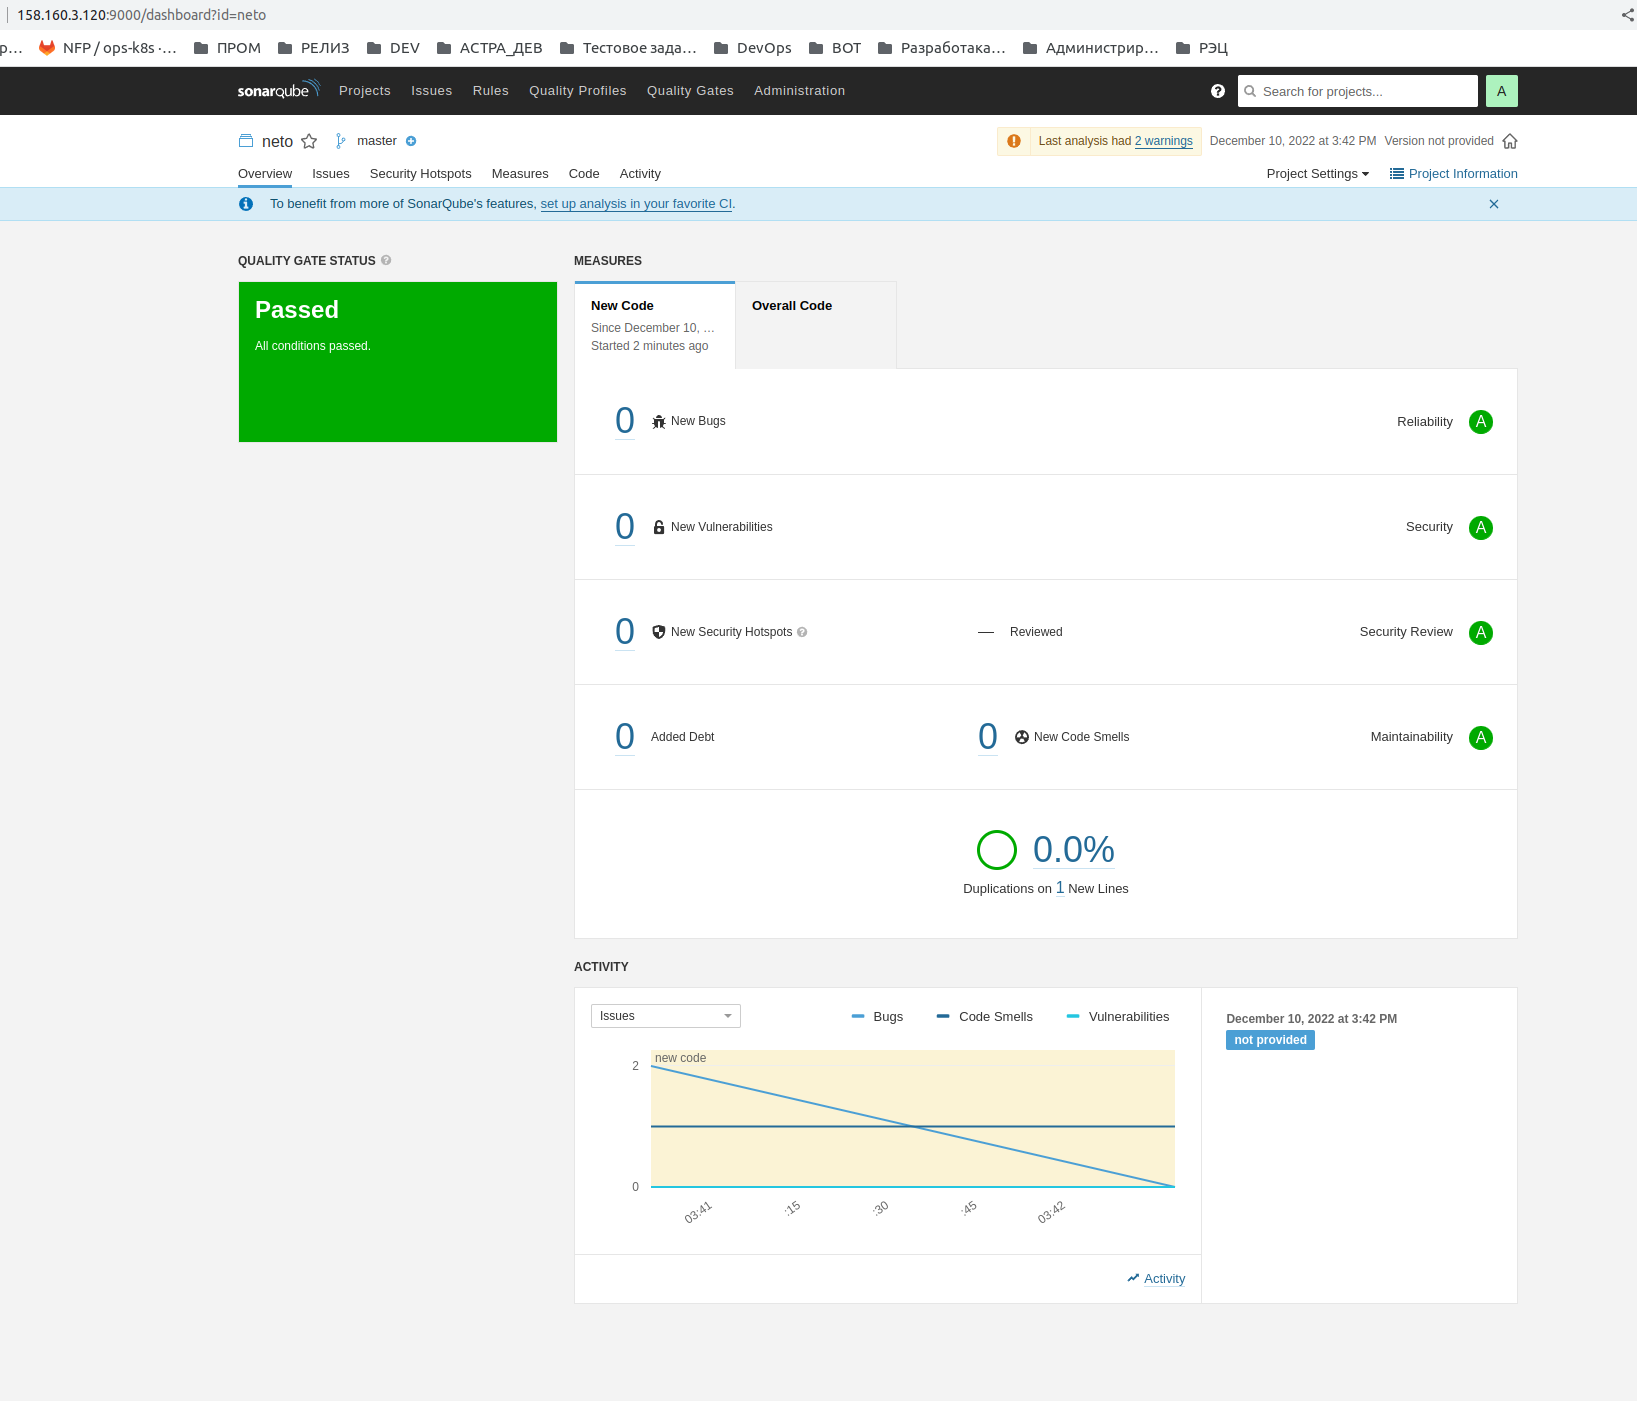 158.160.3.120:9000/dashboard?id=neto
р… NFP / ops-k8s ·… ПРОМ РЕЛИЗ DEV АСТРА_ДЕВ Тестовое зада… DevOps ВОТ Разработака… Администрир… РЭЦ
sonarqube Projects Issues Rules Quality Profiles Quality Gates Administration ? Search for projects... A
neto master Last analysis had 2 warnings December 10, 2022 at 3:42 PM Version not provided
Overview Issues Security Hotspots Measures Code Activity Project Settings Project Information
To benefit from more of SonarQube's features, set up analysis in your favorite CI.
QUALITY GATE STATUS ?
Passed
All conditions passed.
MEASURES
New Code
Since December 10, …
Started 2 minutes ago
Overall Code
0 New Bugs Reliability A
0 New Vulnerabilities Security A
0 New Security Hotspots ? — Reviewed Security Review A
0 Added Debt 0 New Code Smells Maintainability A
0.0%
Duplications on 1 New Lines
ACTIVITY
Issues Bugs Code Smells Vulnerabilities
new code
2
0
03:41 :15 :30 :45 03:42
Activity
December 10, 2022 at 3:42 PM
not provided